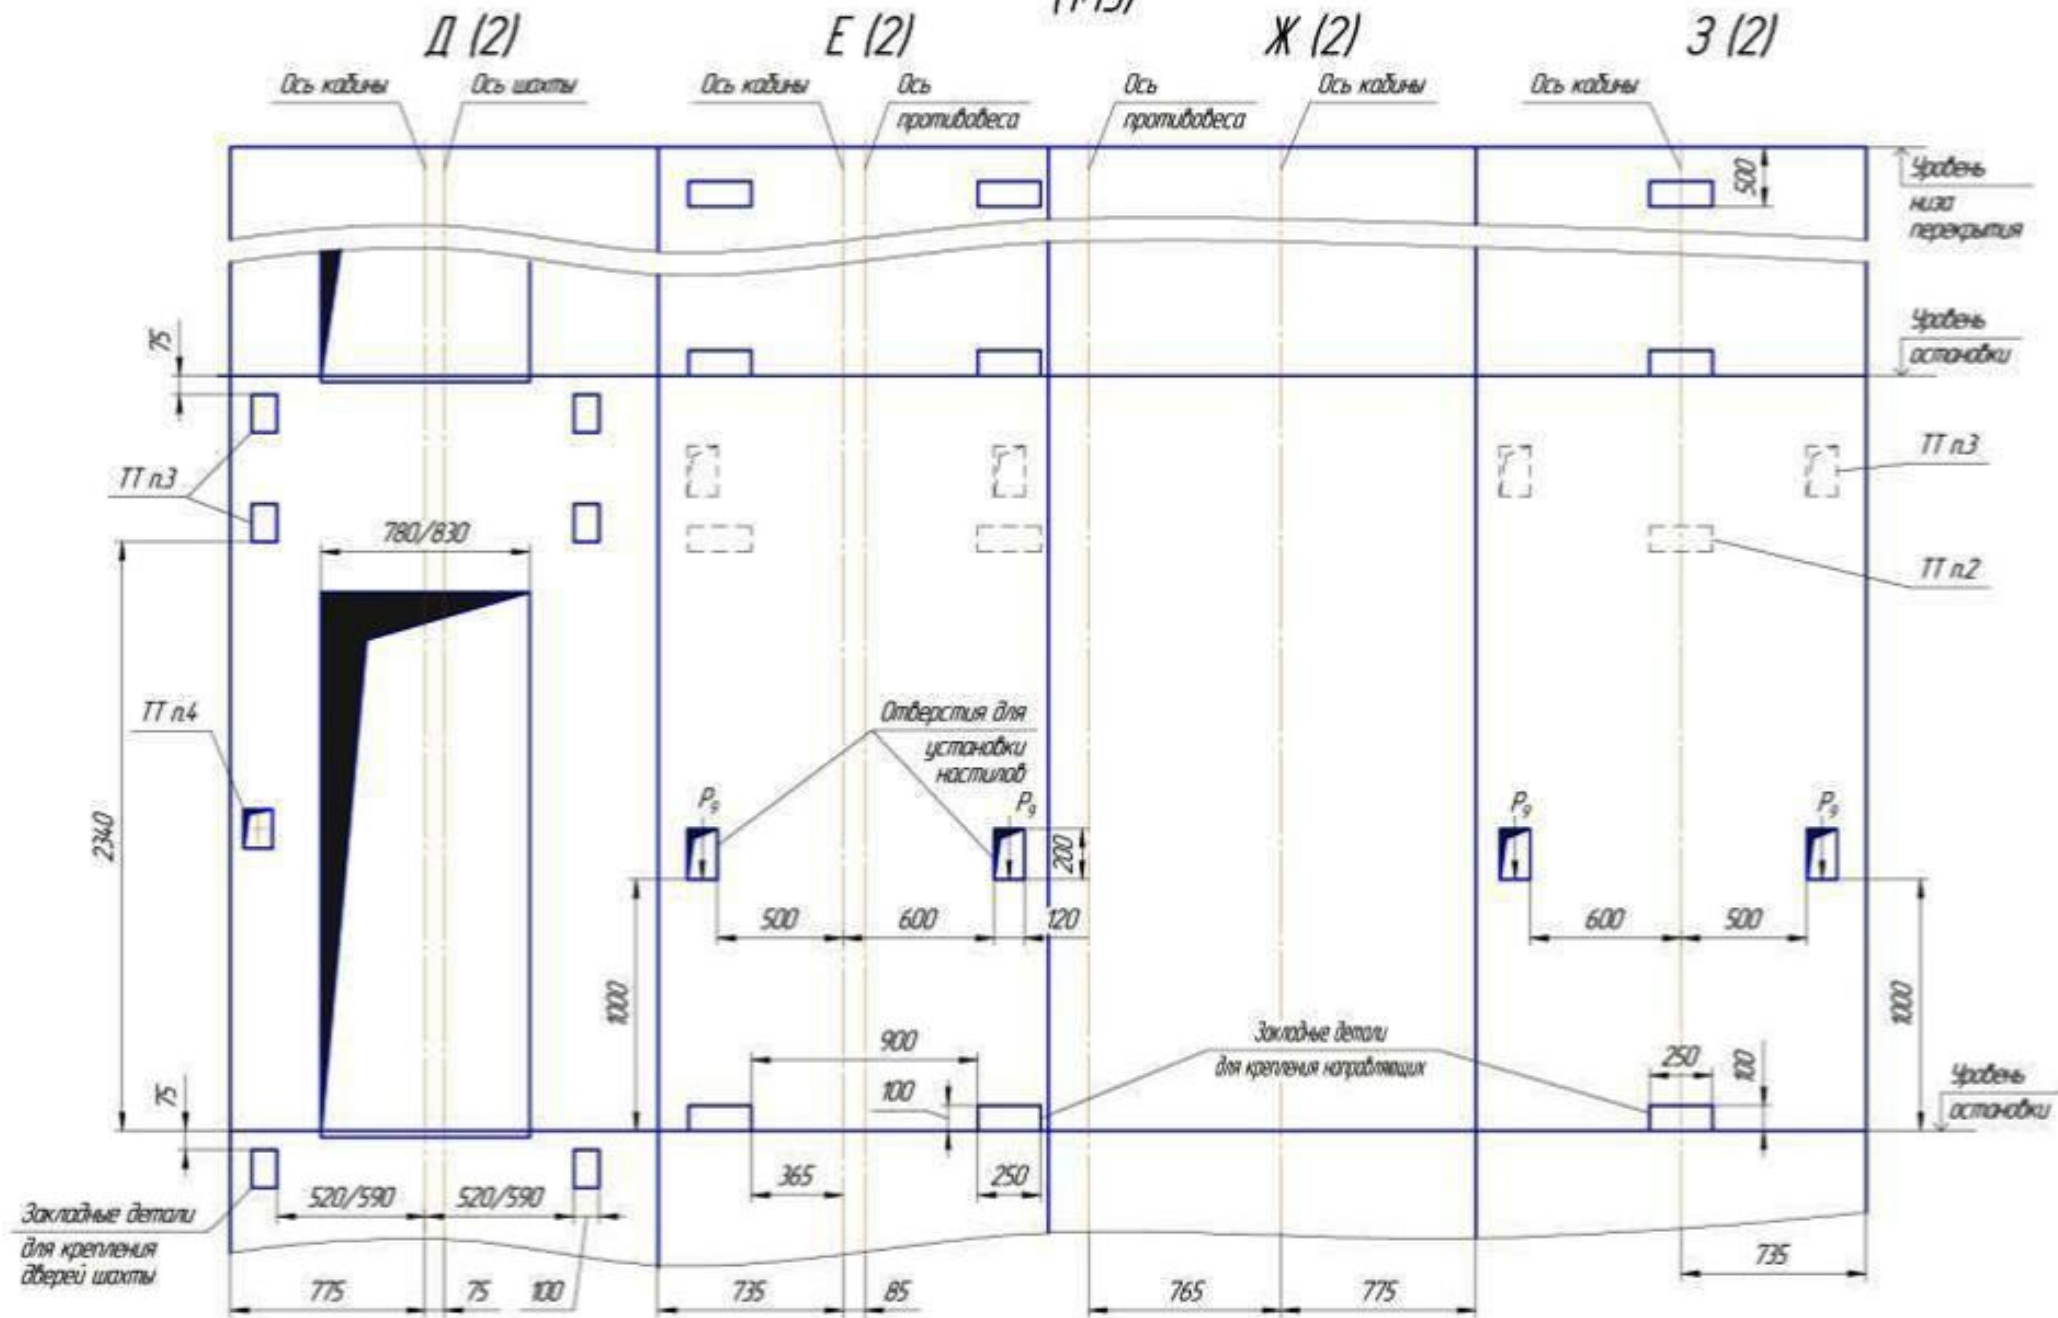 Д (2)
Е (2)
Ж (2)
З (2)
Ось кабины
Ось шахты
Ось кабины
Ось
противовеса
Ось
противовеса
Ось кабины
Ось кабины
500
Уровень
низа
перекрытия
75
Уровень
остановки
ТТ п.3
780/830
ТТ п.3
ТТ п.2
ТТ п.4
Отверстия для
установки
настилов
2340
P₉
P₉
200
P₉
P₉
500
600
120
600
500
1000
1000
900
100
Закладные детали
для крепления направляющих
250
100
75
Уровень
остановки
365
250
520/590
520/590
Закладные детали
для крепления
дверей шахты
735
775
75
100
735
85
765
775